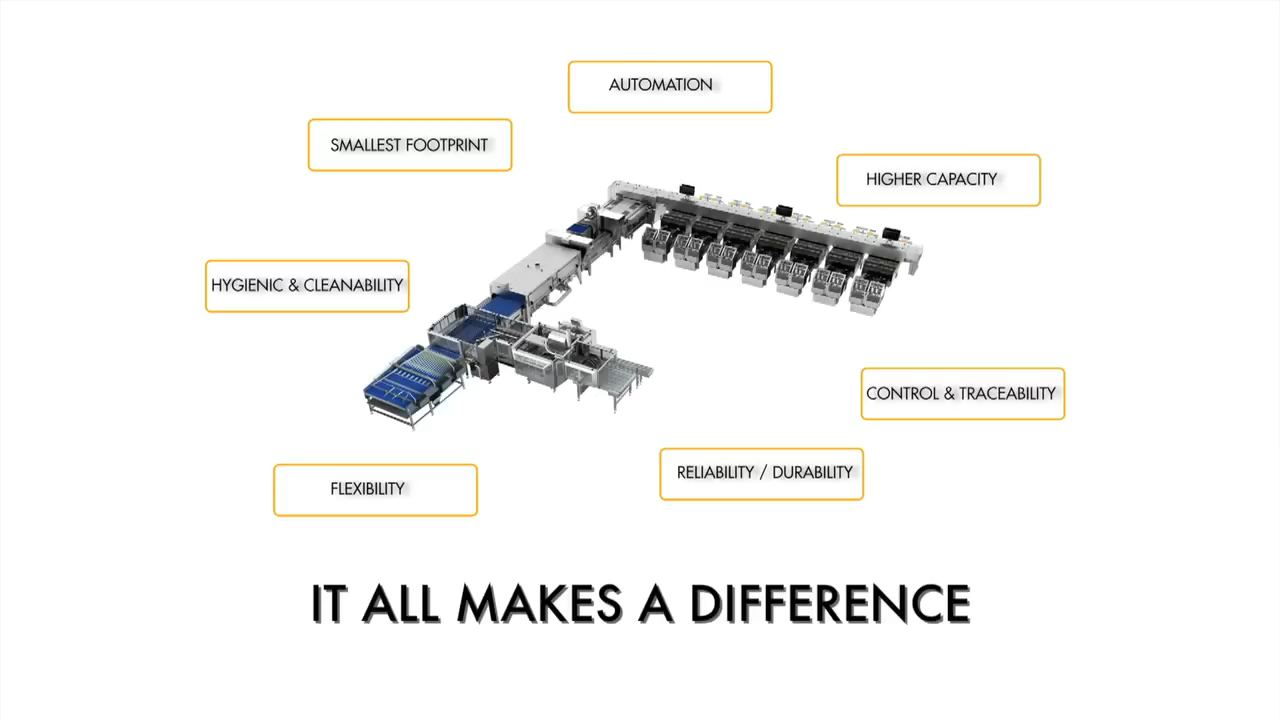 AUTOMATION
SMALLEST FOOTPRINT
HIGHER CAPACITY
HYGIENIC & CLEANABILITY
CONTROL & TRACEABILITY
RELIABILITY / DURABILITY
FLEXIBILITY
IT ALL MAKES A DIFFERENCE